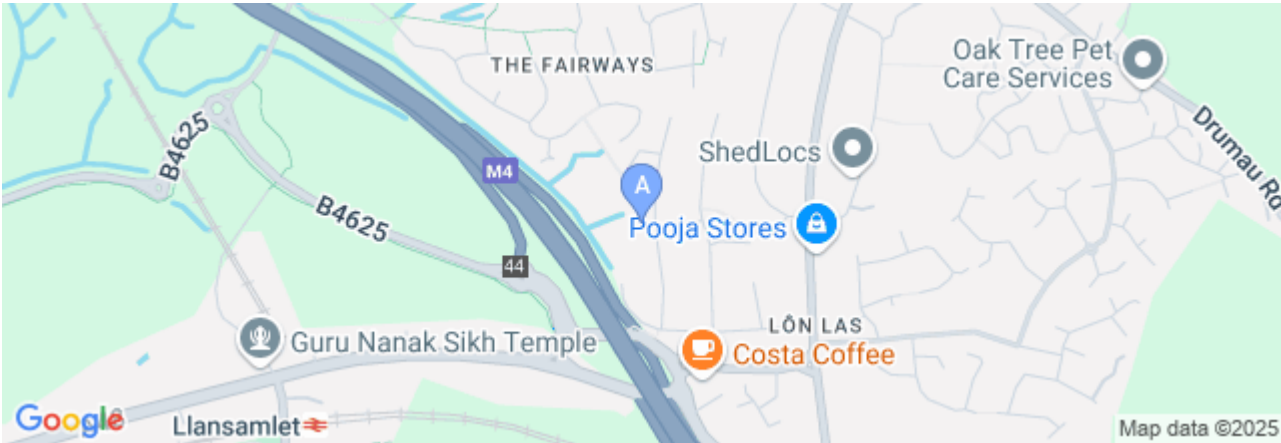 THE FAIRWAYS
Oak Tree Pet
Care Services
Drumau Rd
B4625
M4
ShedLocs
A
B4625
Pooja Stores
44
LÔN LAS
Guru Nanak Sikh Temple
Costa Coffee
Google
Llansamlet
Map data ©2025